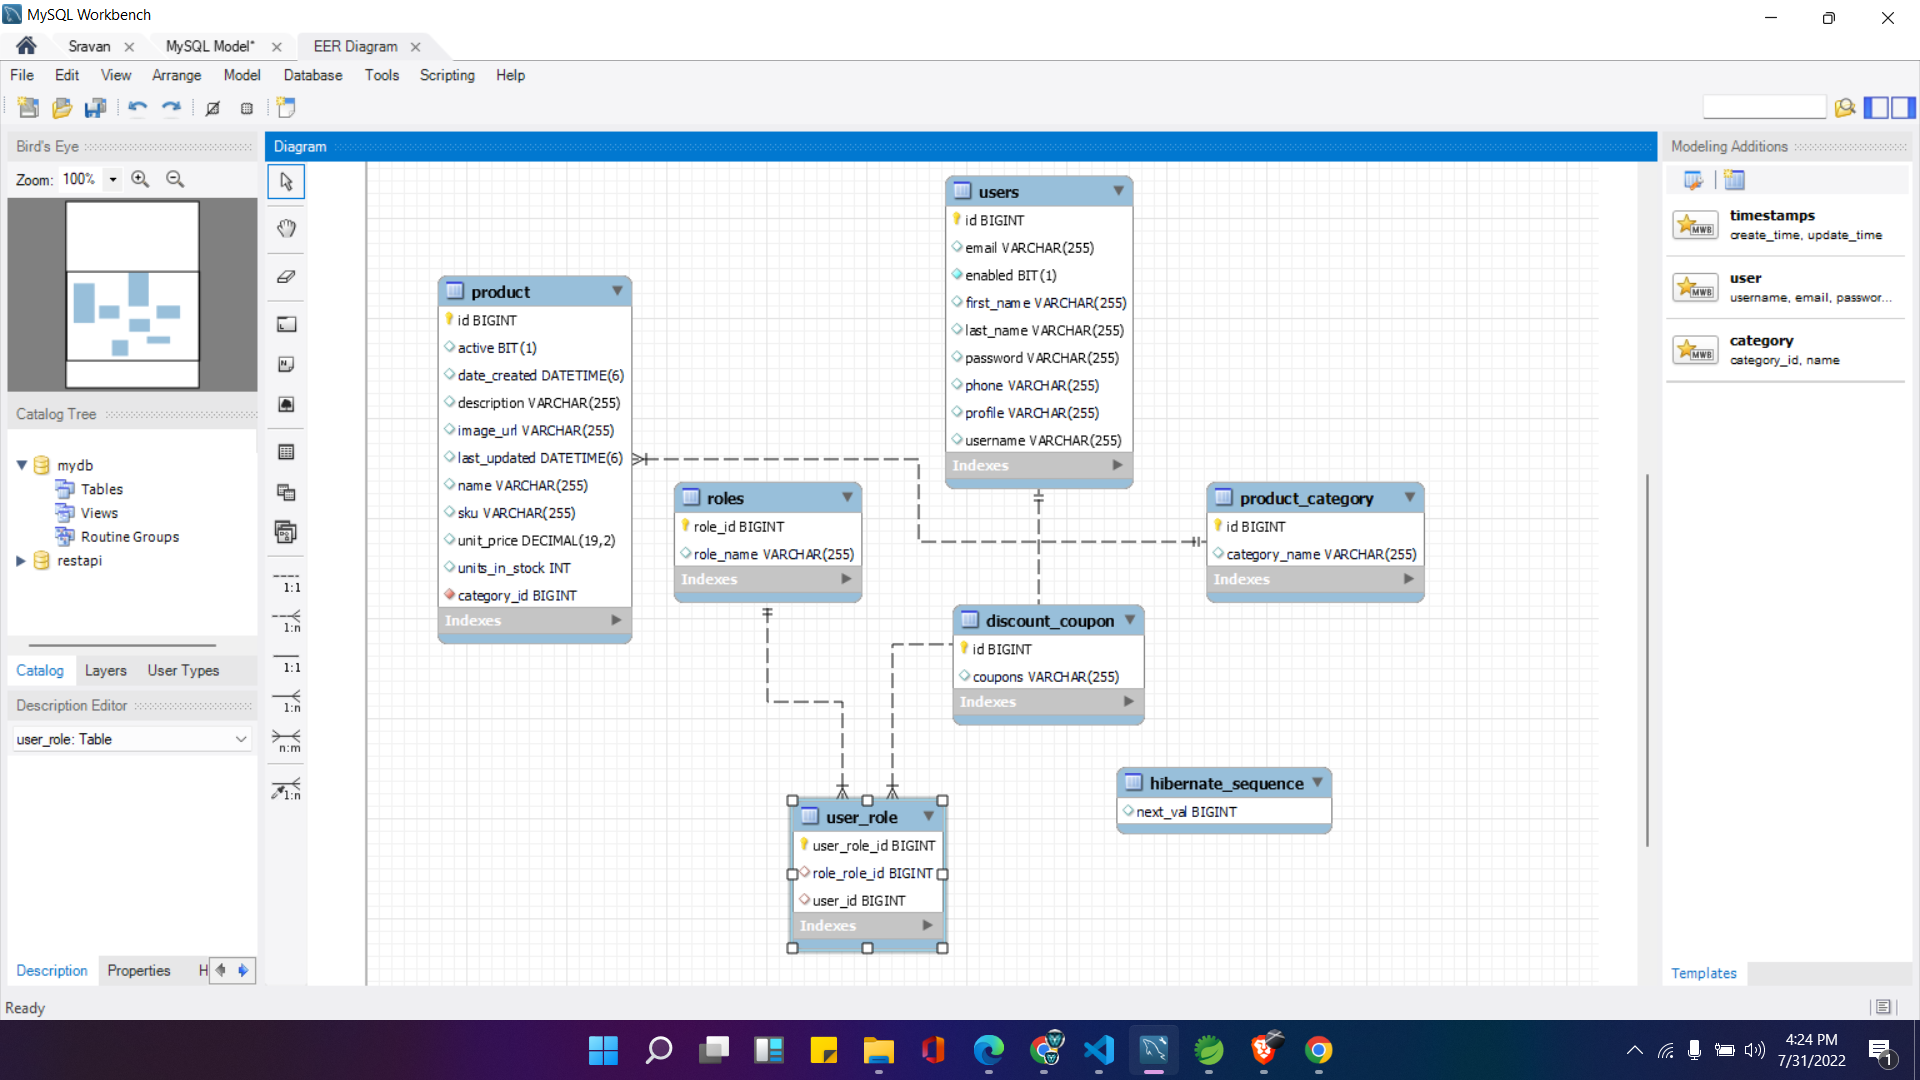 MySQL Workbench
Sravan
MySQL Model*
EER Diagram
File Edit View Arrange Model Database Tools Scripting Help
Bird's Eye
Zoom: 100%
Catalog Tree
mydb
Tables
Views
Routine Groups
restapi
Catalog Layers User Types
Description Editor
user_role: Table
Description Properties H
Ready
Diagram
1:1
1:n
1:1
1:n
n:m
1:n
product
id BIGINT
active BIT(1)
date_created DATETIME(6)
description VARCHAR(255)
image_url VARCHAR(255)
last_updated DATETIME(6)
name VARCHAR(255)
sku VARCHAR(255)
unit_price DECIMAL(19,2)
units_in_stock INT
category_id BIGINT
Indexes
roles
role_id BIGINT
role_name VARCHAR(255)
Indexes
users
id BIGINT
email VARCHAR(255)
enabled BIT(1)
first_name VARCHAR(255)
last_name VARCHAR(255)
password VARCHAR(255)
phone VARCHAR(255)
profile VARCHAR(255)
username VARCHAR(255)
Indexes
product_category
id BIGINT
category_name VARCHAR(255)
Indexes
discount_coupon
id BIGINT
coupons VARCHAR(255)
Indexes
hibernate_sequence
next_val BIGINT
user_role
user_role_id BIGINT
role_role_id BIGINT
user_id BIGINT
Indexes
Modeling Additions
MWB
timestamps
create_time, update_time
MWB
user
username, email, passwor...
MWB
category
category_id, name
Templates
4:24 PM
7/31/2022
1